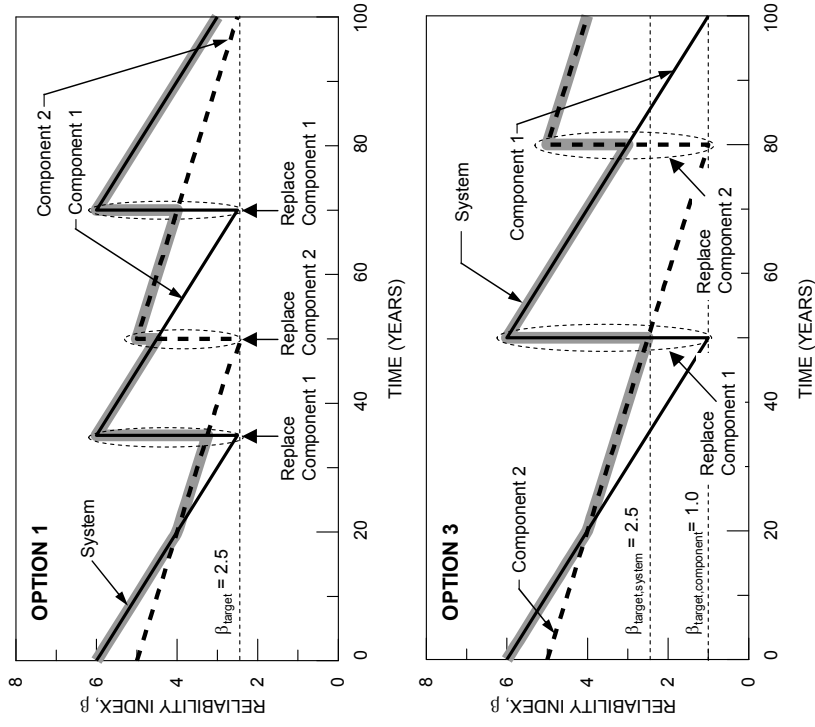 OPTION 1
System
Component 2
Component 1
β target = 2.5
Replace
Component 1
Replace
Component 2
Replace
Component 1
RELIABILITY INDEX, β
8
6
4
2
0
0
20
40
60
80
100
TIME (YEARS)
OPTION 3
Component 2
System
Component 1
β target,system = 2.5
β target,component = 1.0
Replace
Component 1
Replace
Component 2
RELIABILITY INDEX, β
8
6
4
2
0
0
20
40
60
80
100
TIME (YEARS)